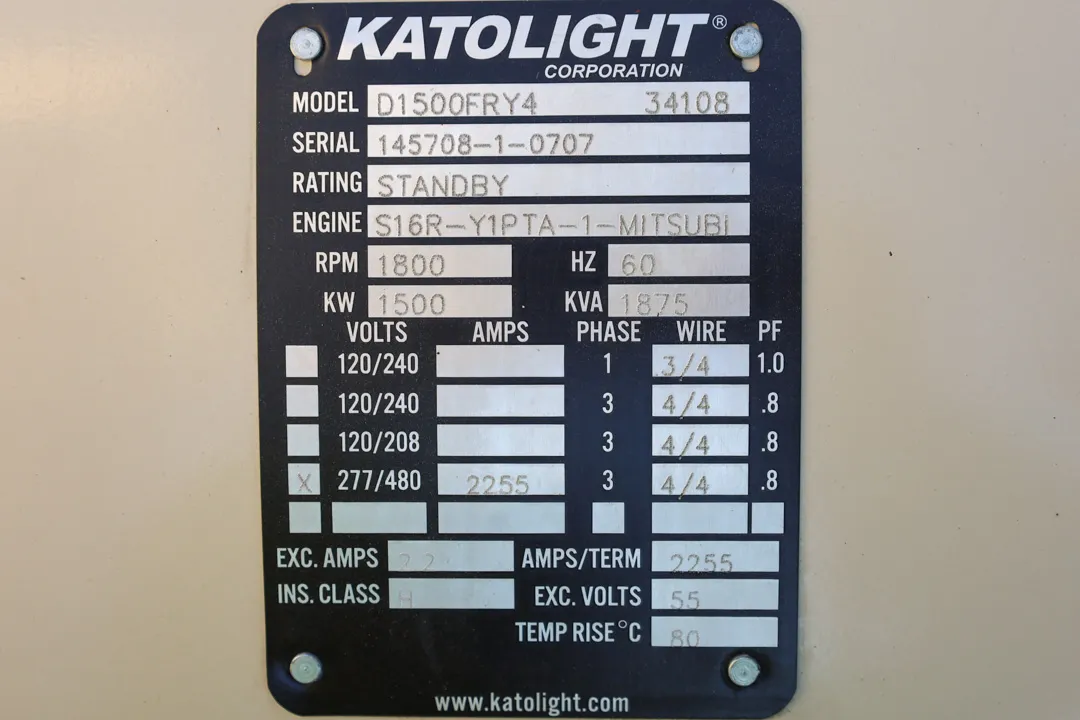 KATOLIGHT®
CORPORATION
MODEL D1500FRY4 34108
SERIAL 145708-1-0707
RATING STANDBY
ENGINE S16R-Y1PTA-1-MITSUBI
RPM 1800 HZ 60
KW 1500 KVA 1875
VOLTS AMPS PHASE WIRE PF
120/240 1 3/4 1.0
120/240 3 4/4 .8
120/208 3 4/4 .8
X 277/480 2255 3 4/4 .8
EXC. AMPS AMPS/TERM 2255
INS. CLASS H EXC. VOLTS 55
TEMP RISE °C 80
www.katolight.com